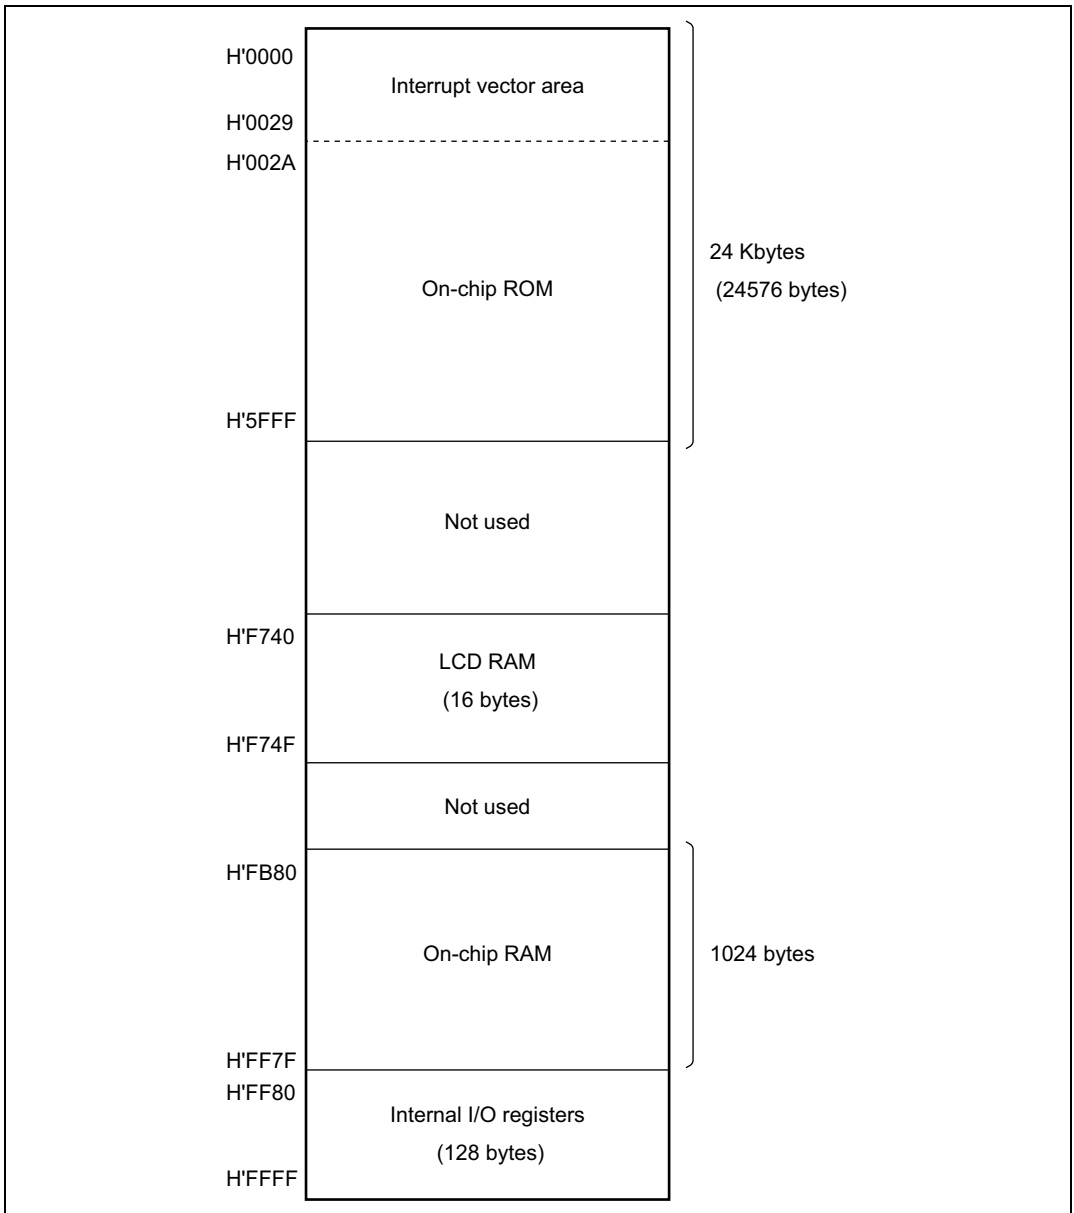 H'0000
Interrupt vector area
H'0029
H'002A
24 Kbytes
(24576 bytes)
On-chip ROM
H'5FFF
Not used
H'F740
LCD RAM
(16 bytes)
H'F74F
Not used
H'FB80
On-chip RAM
1024 bytes
H'FF7F
H'FF80
Internal I/O registers
(128 bytes)
H'FFFF